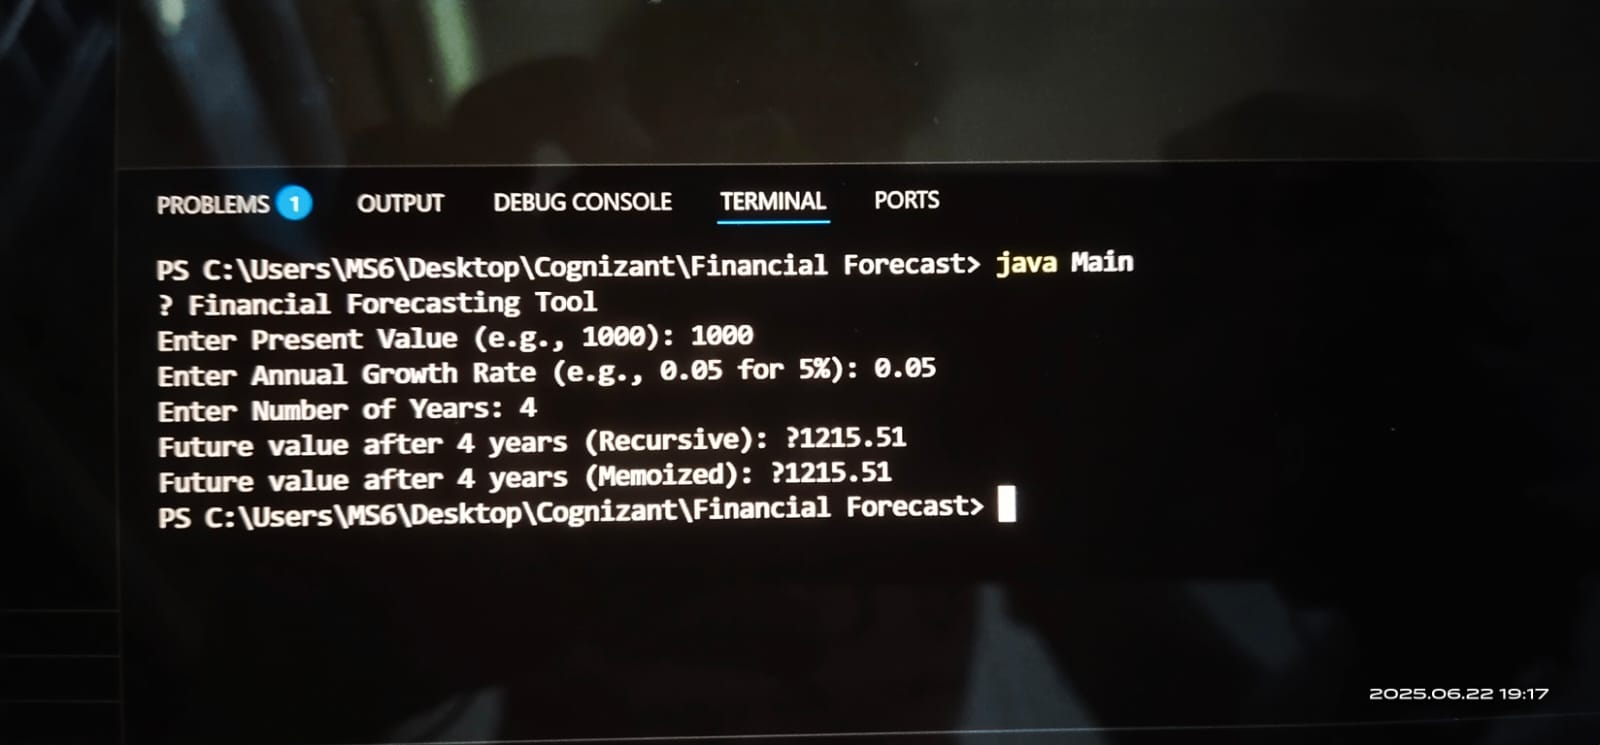 PROBLEMS 1 OUTPUT DEBUG CONSOLE TERMINAL PORTS
PS C:\Users\MS6\Desktop\Cognizant\Financial Forecast> java Main
? Financial Forecasting Tool
Enter Present Value (e.g., 1000): 1000
Enter Annual Growth Rate (e.g., 0.05 for 5%): 0.05
Enter Number of Years: 4
Future value after 4 years (Recursive): ?1215.51
Future value after 4 years (Memoized): ?1215.51
PS C:\Users\MS6\Desktop\Cognizant\Financial Forecast>
2025.06.22 19:17